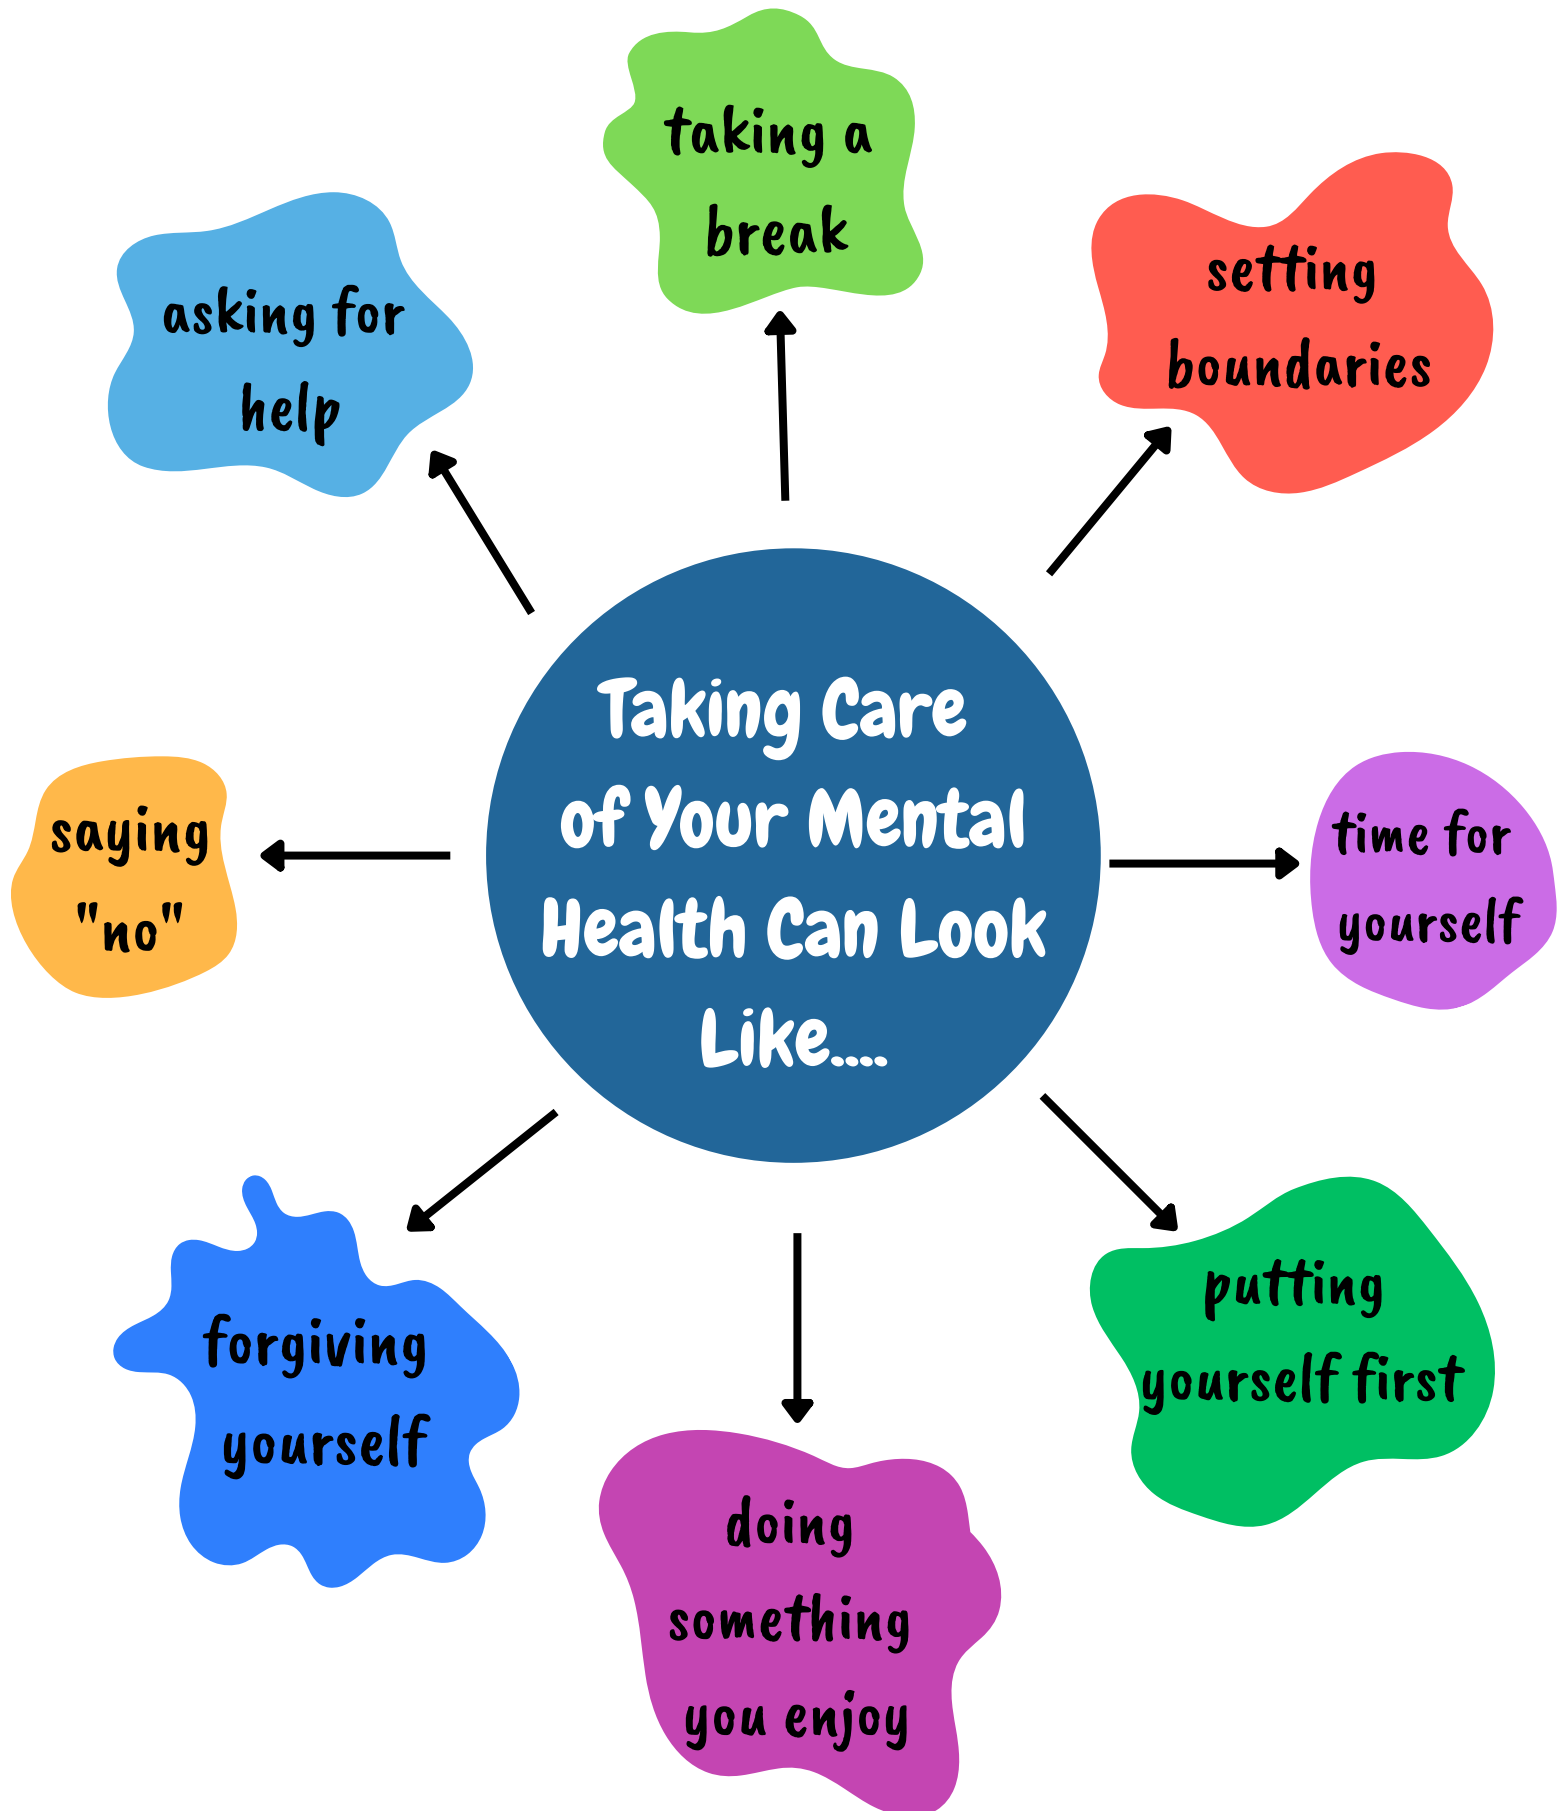 taking a
break
setting
boundaries
asking for
help
Taking Care
of Your Mental
Health Can Look
Like....
saying
"no"
time for
yourself
putting
yourself first
forgiving
yourself
doing
something
you enjoy